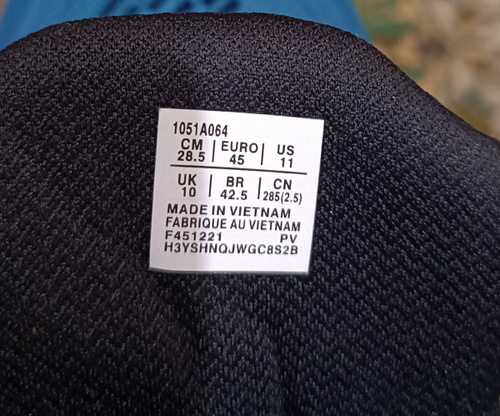 1051A064
CM | EURO | US
28.5 | 45 | 11
UK | BR | CN
10 | 42.5 | 285(2.5)
MADE IN VIETNAM
FABRIQUE AU VIETNAM
F451221 PV
H3YSHNQJWGC8S2B